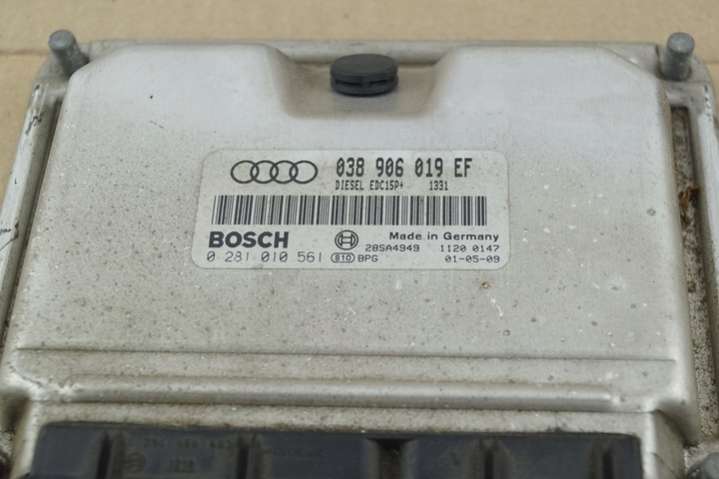 038 906 019 EF
DIESEL EDC15P+ 1331
BOSCH 28SA4949 Made in Germany 1120 0147
0 281 010 561 810 BPG 01-05-09